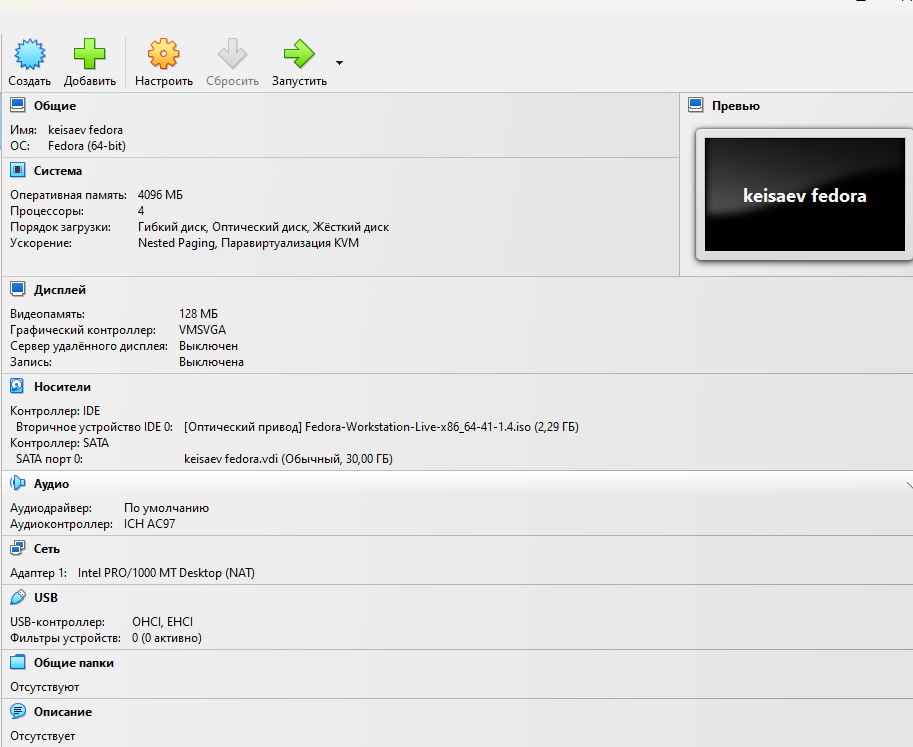 Создать Добавить Настроить Сбросить Запустить
Общие
Имя: keisaev fedora
ОС: Fedora (64-bit)
Превью
keisaev fedora
Система
Оперативная память: 4096 МБ
Процессоры: 4
Порядок загрузки: Гибкий диск, Оптический диск, Жёсткий диск
Ускорение: Nested Paging, Паравиртуализация KVM
Дисплей
Видеопамять: 128 МБ
Графический контроллер: VMSVGA
Сервер удалённого дисплея: Выключен
Запись: Выключена
Носители
Контроллер: IDE
Вторичное устройство IDE 0: [Оптический привод] Fedora-Workstation-Live-x86_64-41-1.4.iso (2,29 ГБ)
Контроллер: SATA
SATA порт 0: keisaev fedora.vdi (Обычный, 30,00 ГБ)
Аудио
Аудиодрайвер: По умолчанию
Аудиоконтроллер: ICH AC97
Сеть
Адаптер 1: Intel PRO/1000 MT Desktop (NAT)
USB
USB-контроллер: OHCI, EHCI
Фильтры устройств: 0 (0 активно)
Общие папки
Отсутствуют
Описание
Отсутствует